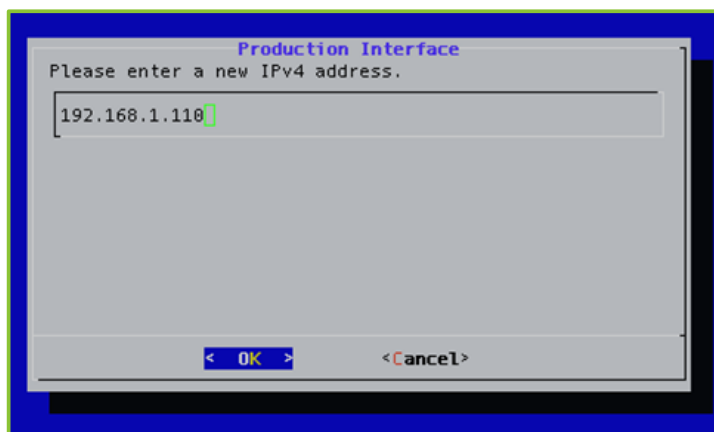 Production Interface
Please enter a new IPv4 address.
192.168.1.110
< OK > <Cancel>